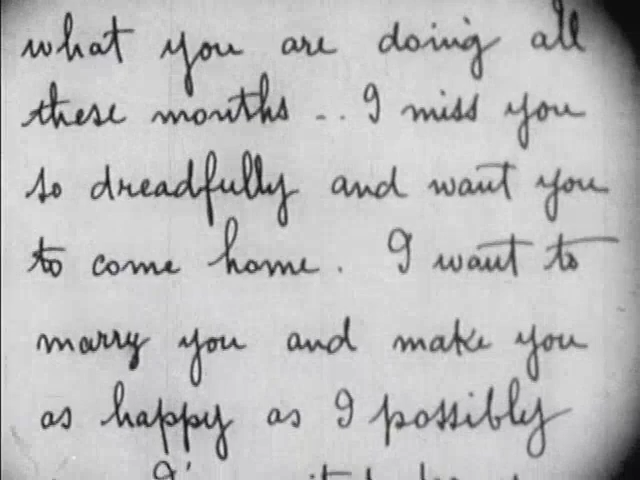 what you are doing all
these months -.. I miss you
so dreadfully and want you
to come home. I want to
marry you and make you
as happy as I possibly